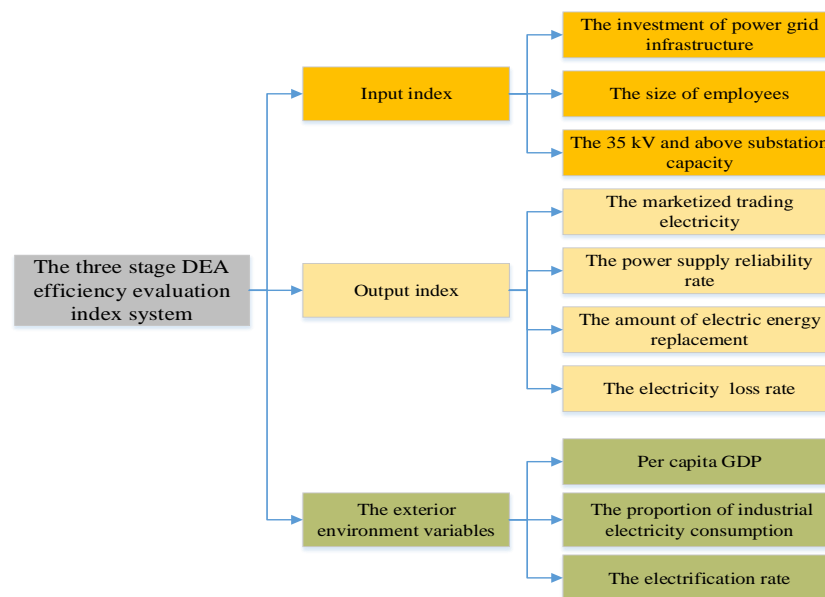 The investment of power grid
infrastructure
Input index
The size of employees
The 35 kV and above substation
capacity
The marketized trading
electricity
The three stage DEA
efficiency evaluation
index system
Output index
The power supply reliability
rate
The amount of electric energy
replacement
The electricity loss rate
The exterior
environment variables
Per capita GDP
The proportion of industrial
electricity consumption
The electrification rate